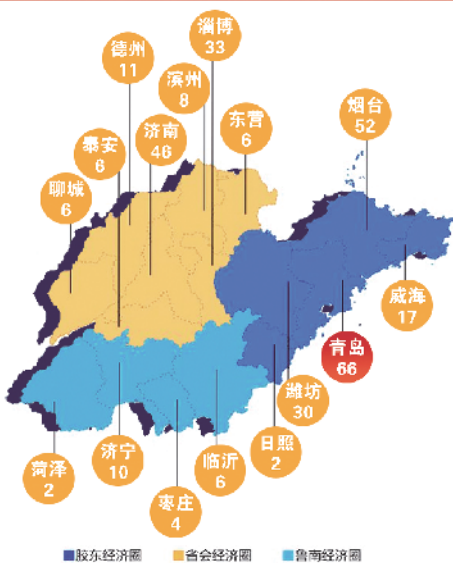 淄博
33
德州
11
滨州
8
烟台
52
东营
6
济南
46
泰安
6
聊城
6
威海
17
青岛
66
潍坊
30
日照
2
临沂
6
济宁
10
菏泽
2
枣庄
4
胶东经济圈
省会经济圈
鲁南经济圈